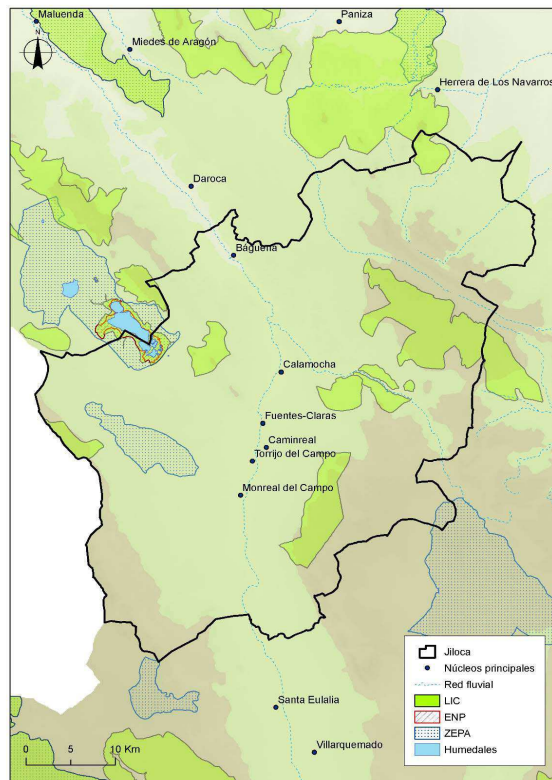 Maluenda
Paniza
N
Miedes de Aragón
Herrera de Los Navarros
Daroca
Báguena
Calamocha
Fuentes-Claras
Caminreal
Torrijo del Campo
Monreal del Campo
Santa Eulalia
Villarquemado
Jiloca
Núcleos principales
Red fluvial
LIC
ENP
ZEPA
Humedales
0 5 10 Km